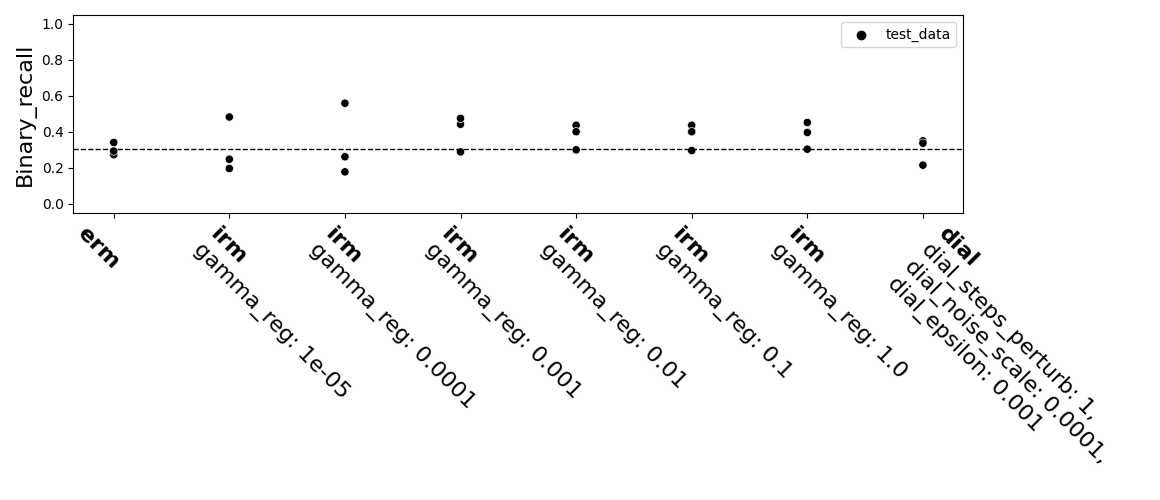 Binary_recall
1.0
0.8
0.6
0.4
0.2
0.0
test_data
erm
irm
gamma_reg: 1e-05
irm
gamma_reg: 0.0001
irm
gamma_reg: 0.001
irm
gamma_reg: 0.01
irm
gamma_reg: 0.1
irm
gamma_reg: 1.0
dial
dial_steps_perturb: 1,
dial_noise_scale: 0.0001,
dial_epsilon: 0.001